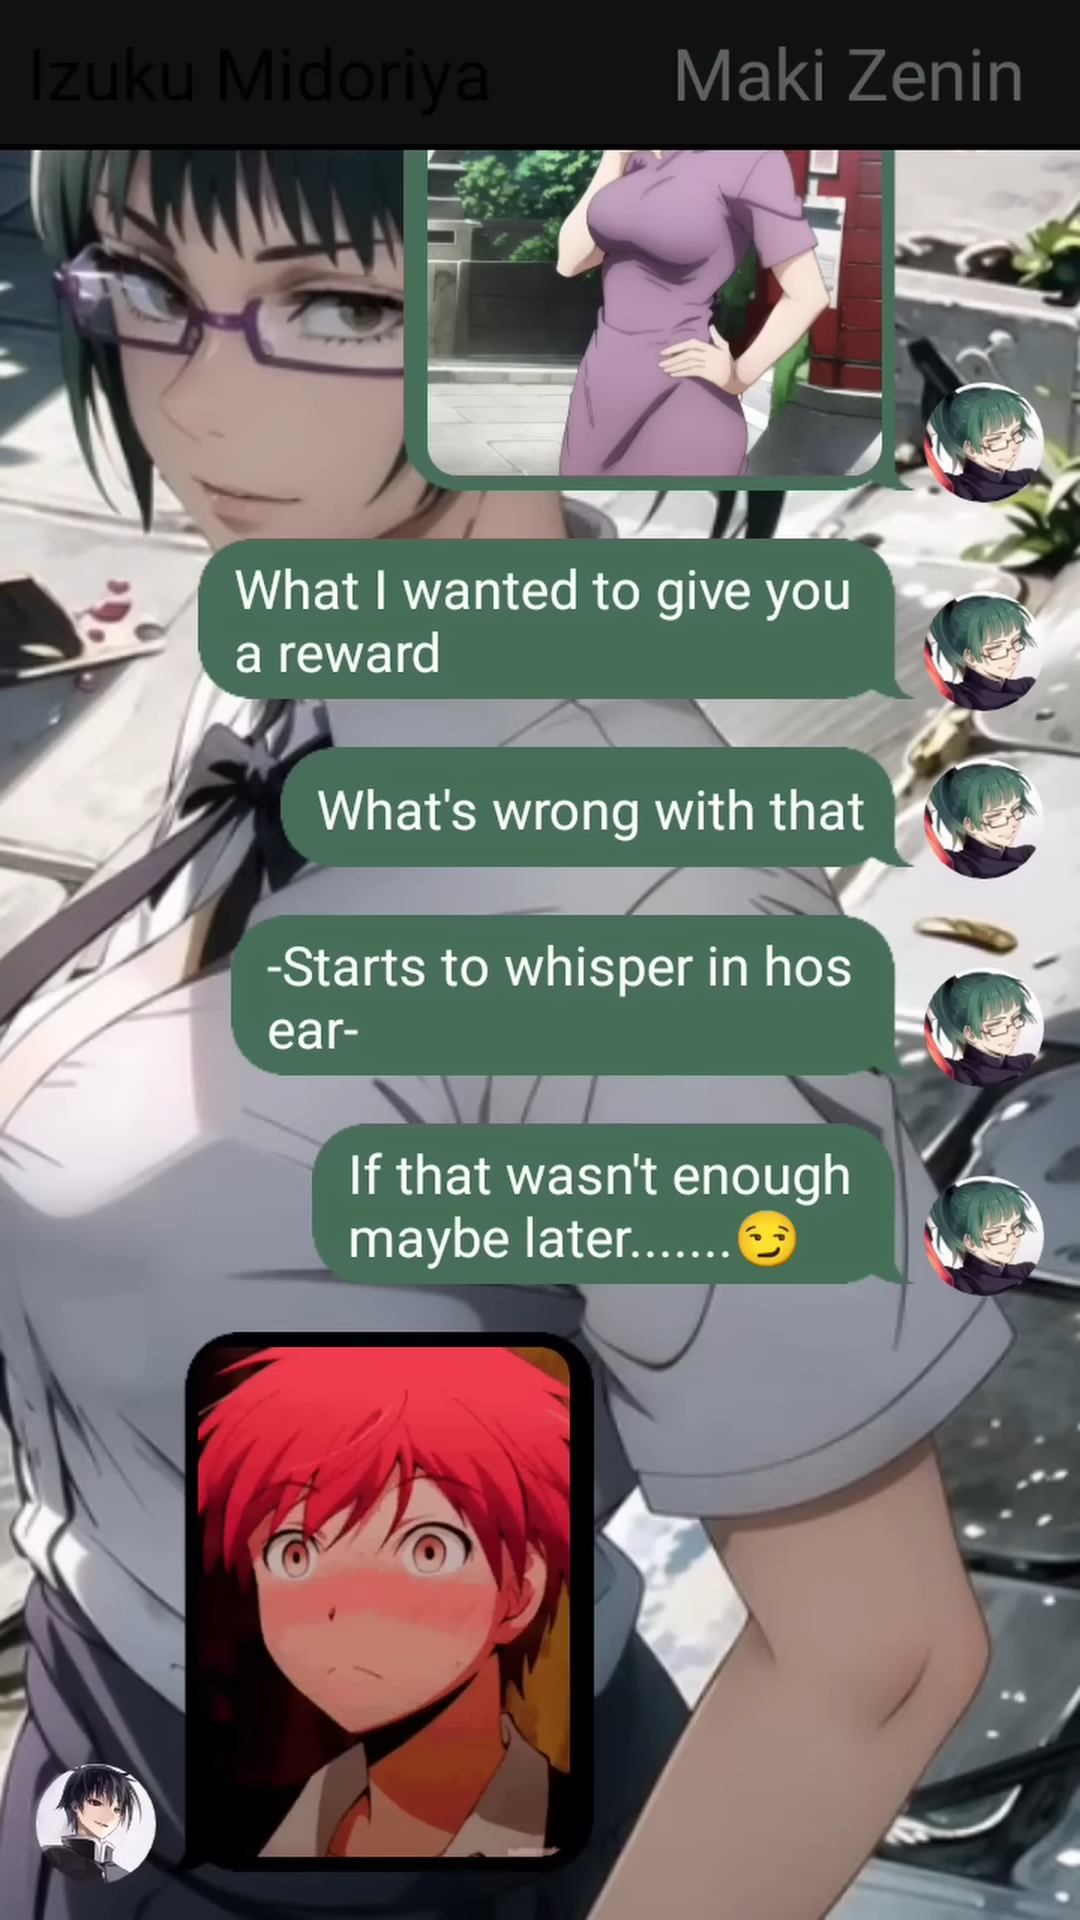 Izuku Midoriya
Maki Zenin
What I wanted to give you
a reward
What's wrong with that
-Starts to whisper in hos
ear-
If that wasn't enough
maybe later.......😏